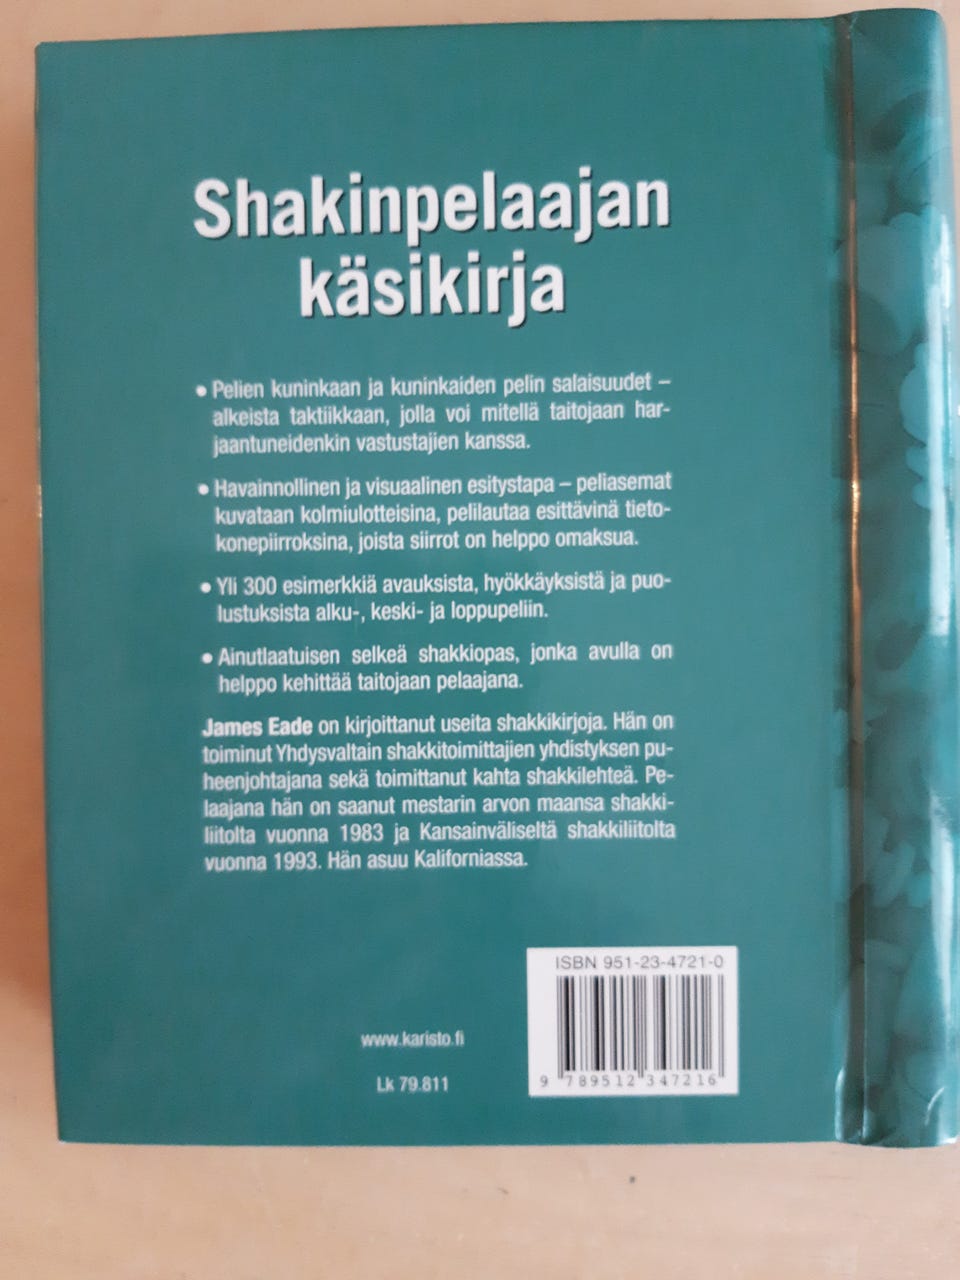 Shakinpelaajan
käsikirja
• Pelien kuninkaan ja kuninkaiden pelin salaisuudet –
alkeista taktiikkaan, jolla voi mitellä taitojaan har-
jaantuneidenkin vastustajien kanssa.
• Havainnollinen ja visuaalinen esitystapa – peliasemat
kuvataan kolmiulotteisina, pelilautaa esittävinä tieto-
konepiirroksina, joista siirrot on helppo omaksua.
• Yli 300 esimerkkiä avauksista, hyökkäyksistä ja puo-
lustuksista alku-, keski- ja loppupeliin.
• Ainutlaatuisen selkeä shakkiopas, jonka avulla on
helppo kehittää taitojaan pelaajana.
James Eade on kirjoittanut useita shakkikirjoja. Hän on
toiminut Yhdysvaltain shakkitoimittajien yhdistyksen pu-
heenjohtajana sekä toimittanut kahta shakkilehteä. Pe-
laajana hän on saanut mestarin arvon maansa shakki-
liitolta vuonna 1983 ja Kansainväliseltä shakkiliitolta
vuonna 1993. Hän asuu Kaliforniassa.
ISBN 951-23-4721-0
9 789512 347216
www.karisto.fi
Lk 79.811